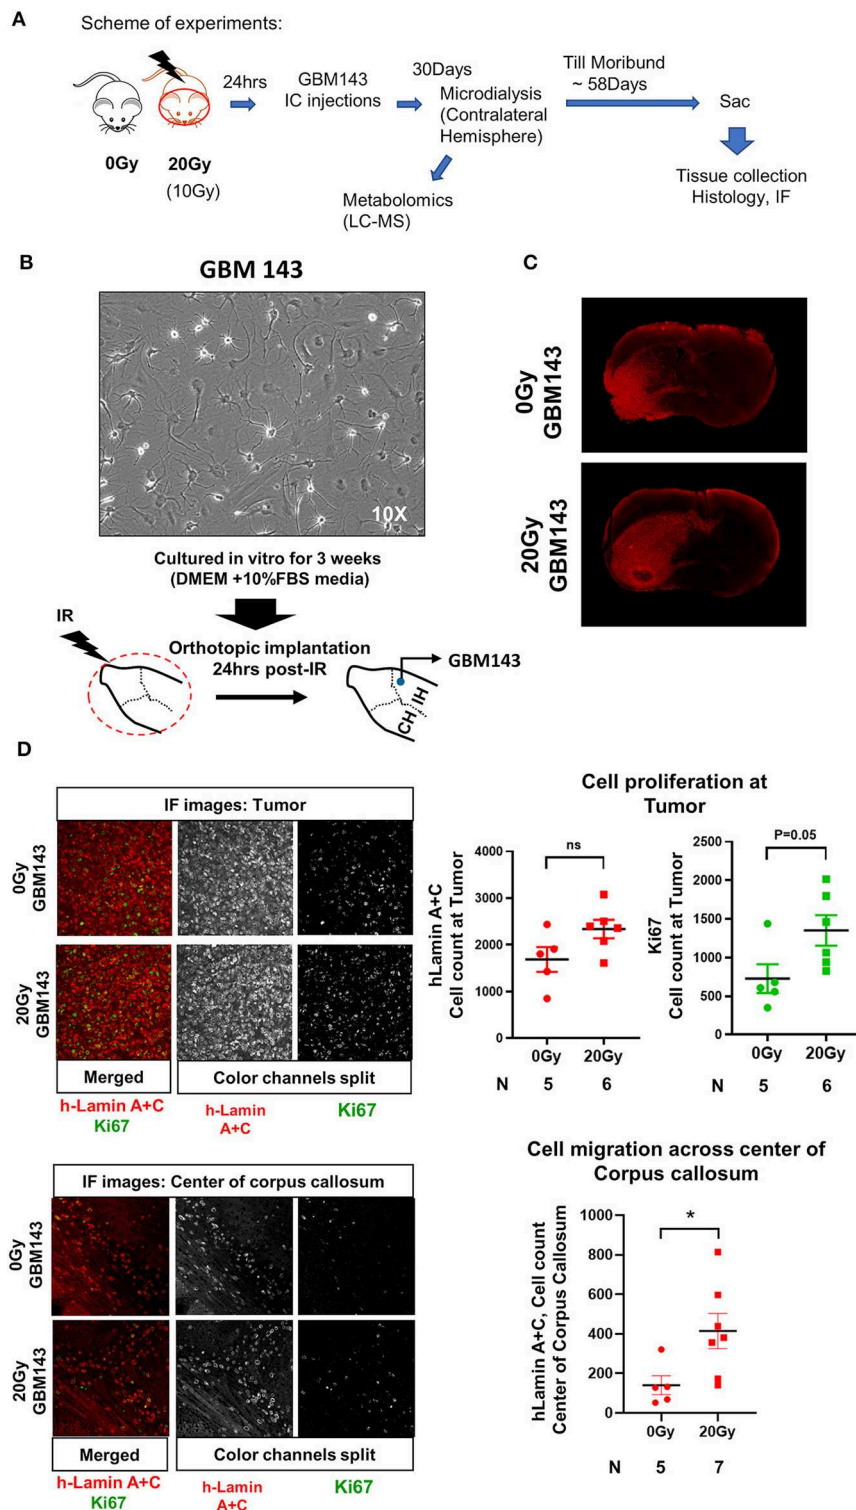 A
Scheme of experiments:
0Gy
20Gy
(10Gy)
24hrs
GBM143
IC injections
30Days
Microdialysis
(Contralateral
Hemisphere)
Metabolomics
(LC-MS)
Till Moribund
~ 58Days
Sac
Tissue collection
Histology, IF
B
GBM 143
10X
Cultured in vitro for 3 weeks
(DMEM +10%FBS media)
IR
Orthotopic implantation
24hrs post-IR
GBM143
CH
IH
C
0Gy
GBM143
20Gy
GBM143
D
IF images: Tumor
0Gy
GBM143
20Gy
GBM143
Merged
Color channels split
h-Lamin A+C
Ki67
h-Lamin
A+C
Ki67
Cell proliferation at
Tumor
hLamin A+C
Cell count at Tumor
4000
3000
2000
1000
0
ns
0Gy
20Gy
N
5
6
Ki67
Cell count at Tumor
2500
2000
1500
1000
500
0
P=0.05
0Gy
20Gy
N
5
6
IF images: Center of corpus callosum
0Gy
GBM143
20Gy
GBM143
Merged
Color channels split
h-Lamin A+C
Ki67
h-Lamin
A+C
Ki67
Cell migration across center of
Corpus callosum
hLamin A+C, Cell count
Center of Corpus Callosum
1000
800
600
400
200
0
*
0Gy
20Gy
N
5
7